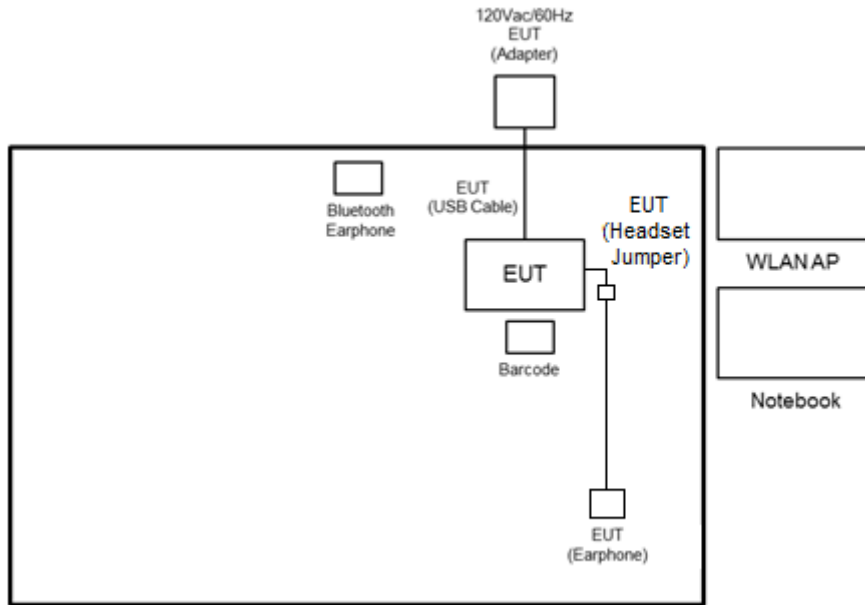 120Vac/60Hz
EUT
(Adapter)
Bluetooth
Earphone
EUT
(USB Cable)
EUT
(Headset
Jumper)
EUT
Barcode
EUT
(Earphone)
WLAN AP
Notebook